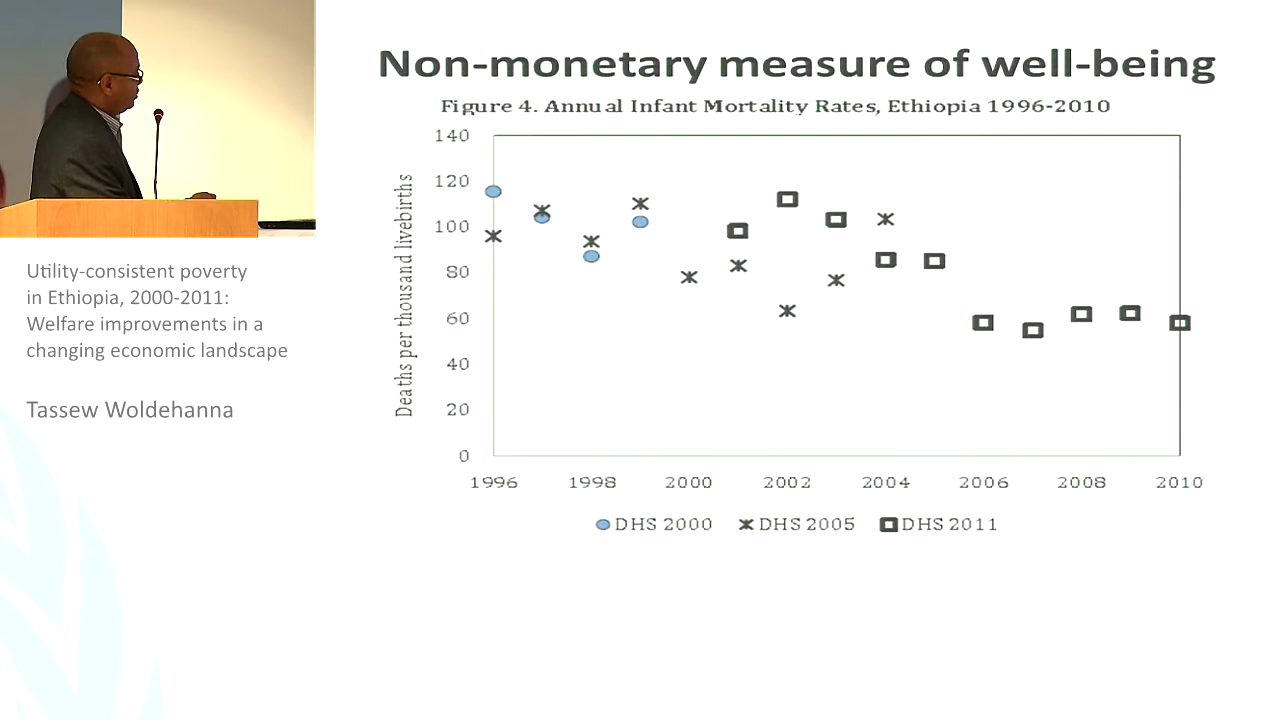 Non-monetary measure of well-being
Figure 4. Annual Infant Mortality Rates, Ethiopia 1996-2010
Deaths per thousand livebirths
140
120
100
80
60
40
20
0
1996 1998 2000 2002 2004 2006 2008 2010
DHS 2000 DHS 2005 DHS 2011
Utility-consistent poverty
in Ethiopia, 2000-2011:
Welfare improvements in a
changing economic landscape
Tassew Woldehanna